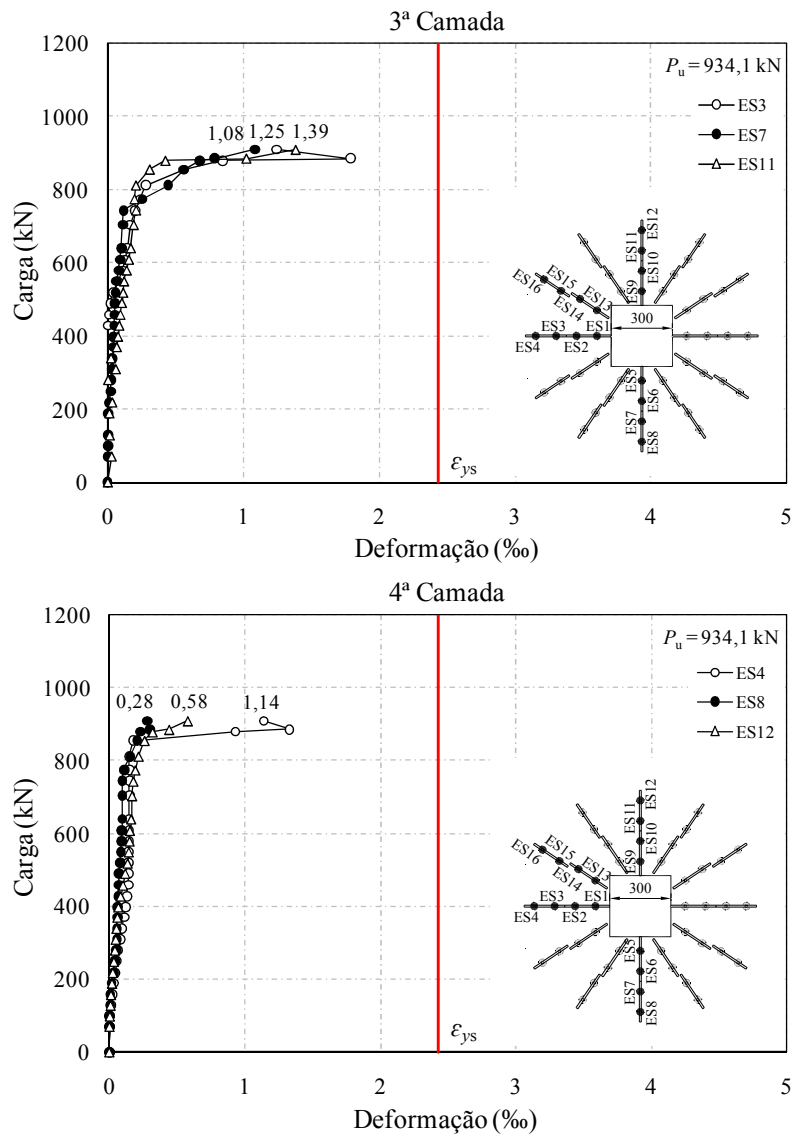 3ª Camada
1200
1000
800
600
400
200
0
Carga (kN)
0 1 2 3 4 5
Deformação (‰)
P_u = 934,1 kN
ES3
ES7
ES11
1,08 1,25 1,39
ε_ys
ES12
ES11
ES10
ES9
ES16
ES15
ES14
ES13
300
ES4
ES3
ES2
ES1
ES5
ES6
ES7
ES8
4ª Camada
1200
1000
800
600
400
200
0
Carga (kN)
0 1 2 3 4 5
Deformação (‰)
P_u = 934,1 kN
ES4
ES8
ES12
0,28 0,58 1,14
ε_ys
ES12
ES11
ES10
ES9
ES16
ES15
ES14
ES13
300
ES4
ES3
ES2
ES1
ES5
ES6
ES7
ES8